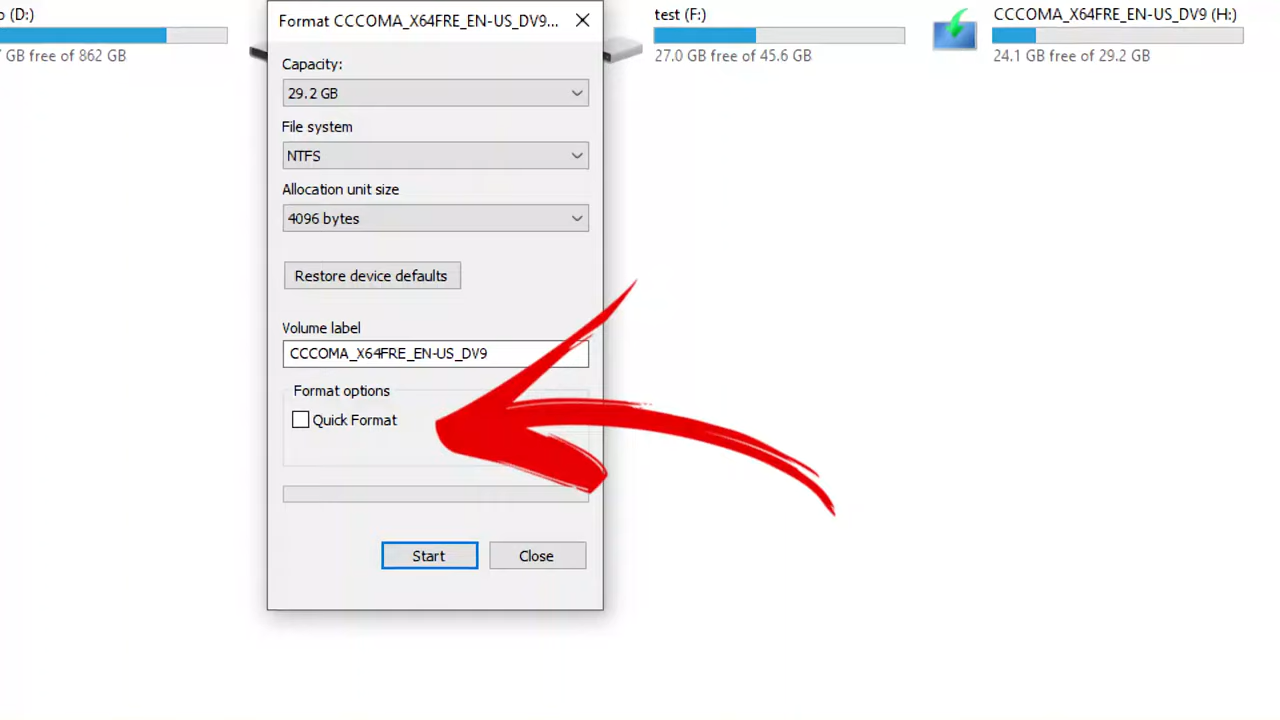 o (D:)
7 GB free of 862 GB
test (F:)
27.0 GB free of 45.6 GB
CCCOMA_X64FRE_EN-US_DV9 (H:)
24.1 GB free of 29.2 GB
Format CCCOMA_X64FRE_EN-US_DV9...
Capacity:
29.2 GB
File system
NTFS
Allocation unit size
4096 bytes
Restore device defaults
Volume label
CCCOMA_X64FRE_EN-US_DV9
Format options
Quick Format
Start
Close